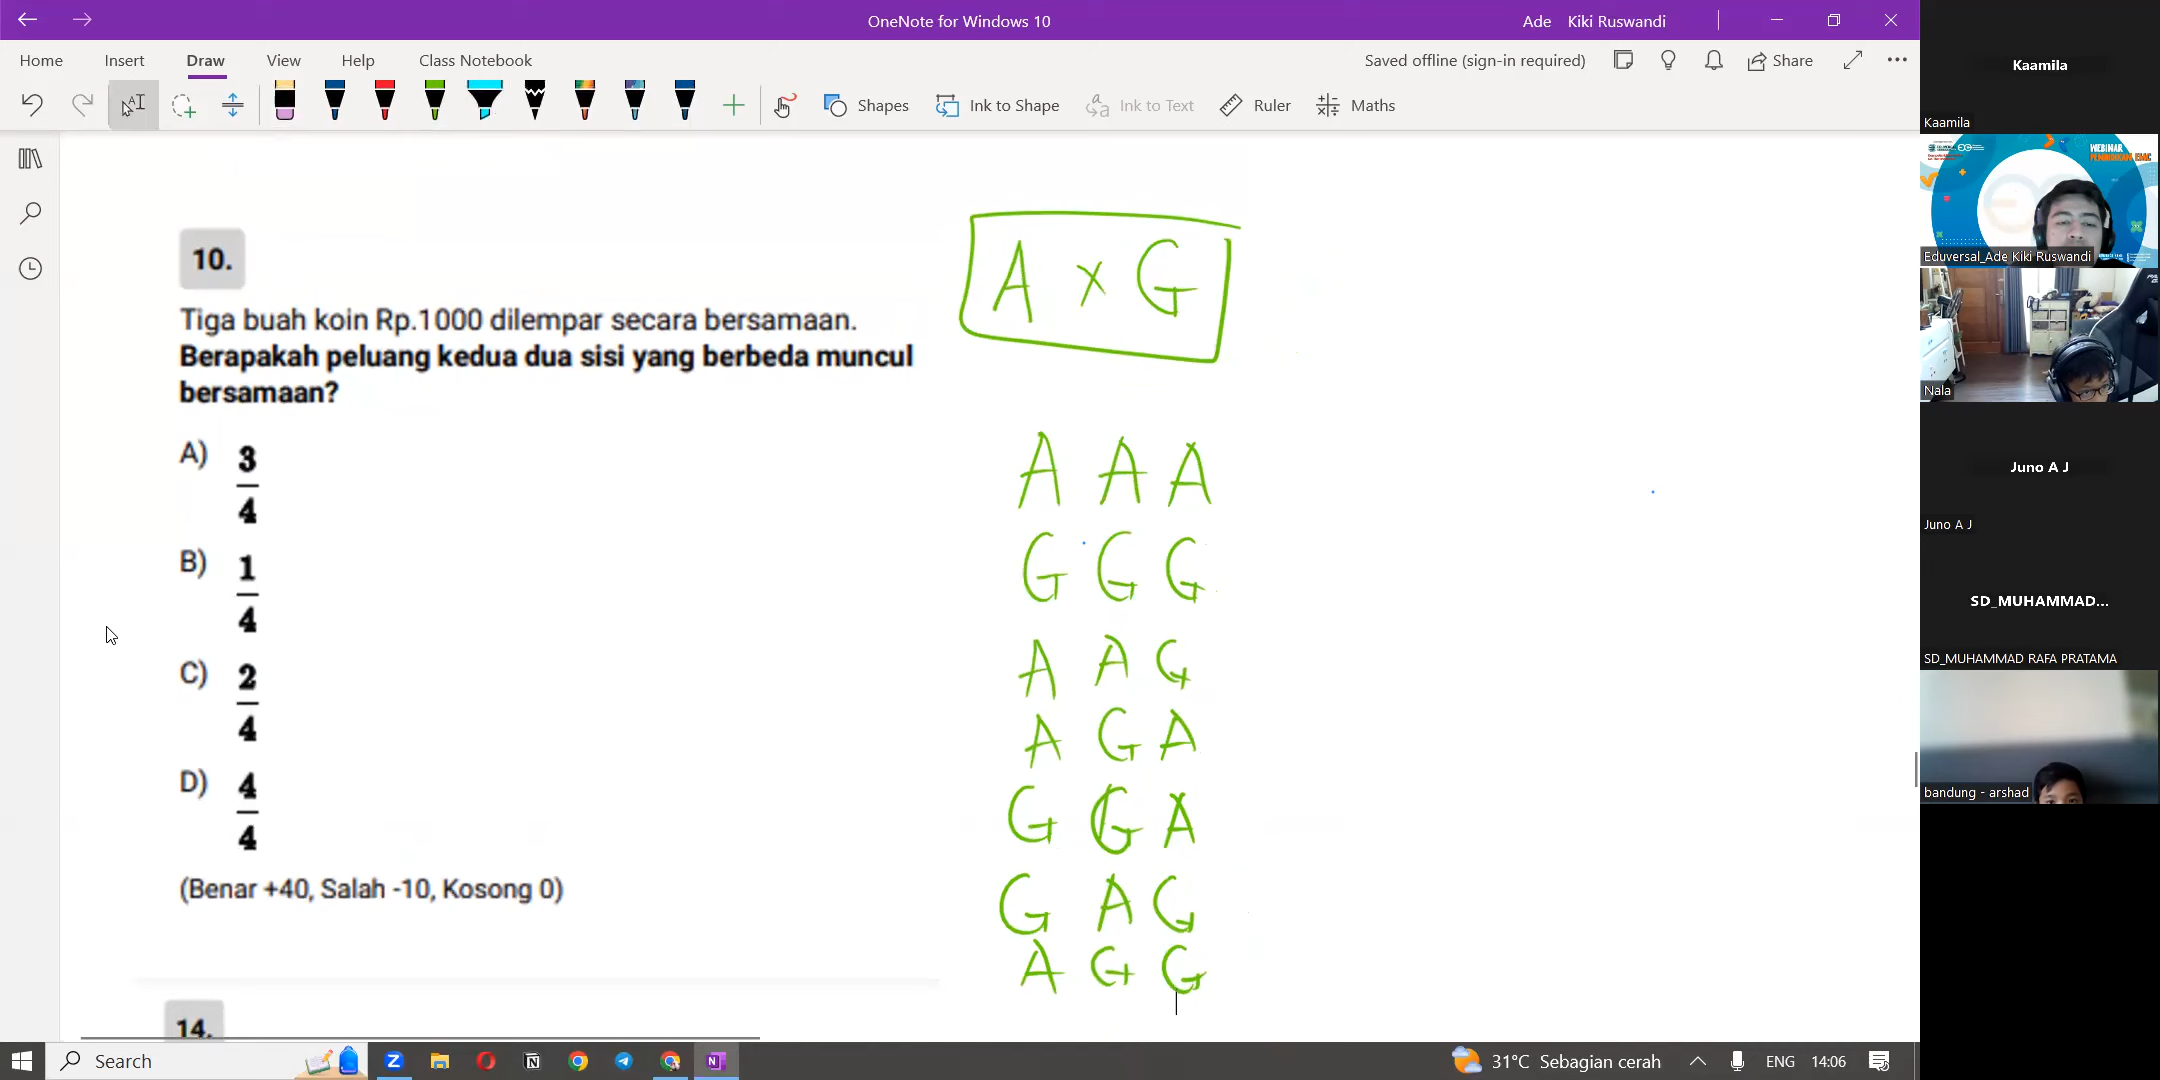 OneNote for Windows 10
Ade Kiki Ruswandi
Home Insert Draw View Help Class Notebook
Saved offline (sign-in required) Share
Shapes Ink to Shape Ink to Text Ruler Maths
10.
Tiga buah koin Rp.1000 dilempar secara bersamaan.
Berapakah peluang kedua dua sisi yang berbeda muncul
bersamaan?
A) 3/4
B) 1/4
C) 2/4
D) 4/4
(Benar +40, Salah -10, Kosong 0)
14.
A x G
A A A
G G G
A A G
A G A
G G A
G A G
A G G
Kaamila
Kaamila
WEBINAR
PENDIDIKAN EMC
Eduversal_Ade Kiki Ruswandi
Nala
Juno A J
Juno A J
SD_MUHAMMAD...
SD_MUHAMMAD RAFA PRATAMA
bandung - arshad
Search
31°C Sebagian cerah
ENG
14:06